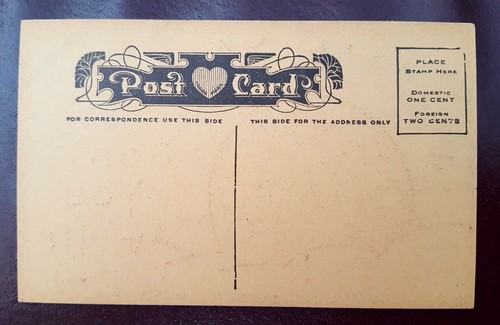 Post Card
PLACE
STAMP HERE
DOMESTIC
ONE CENT
FOREIGN
TWO CENTS
FOR CORRESPONDENCE USE THIS SIDE
THIS SIDE FOR THE ADDRESS ONLY